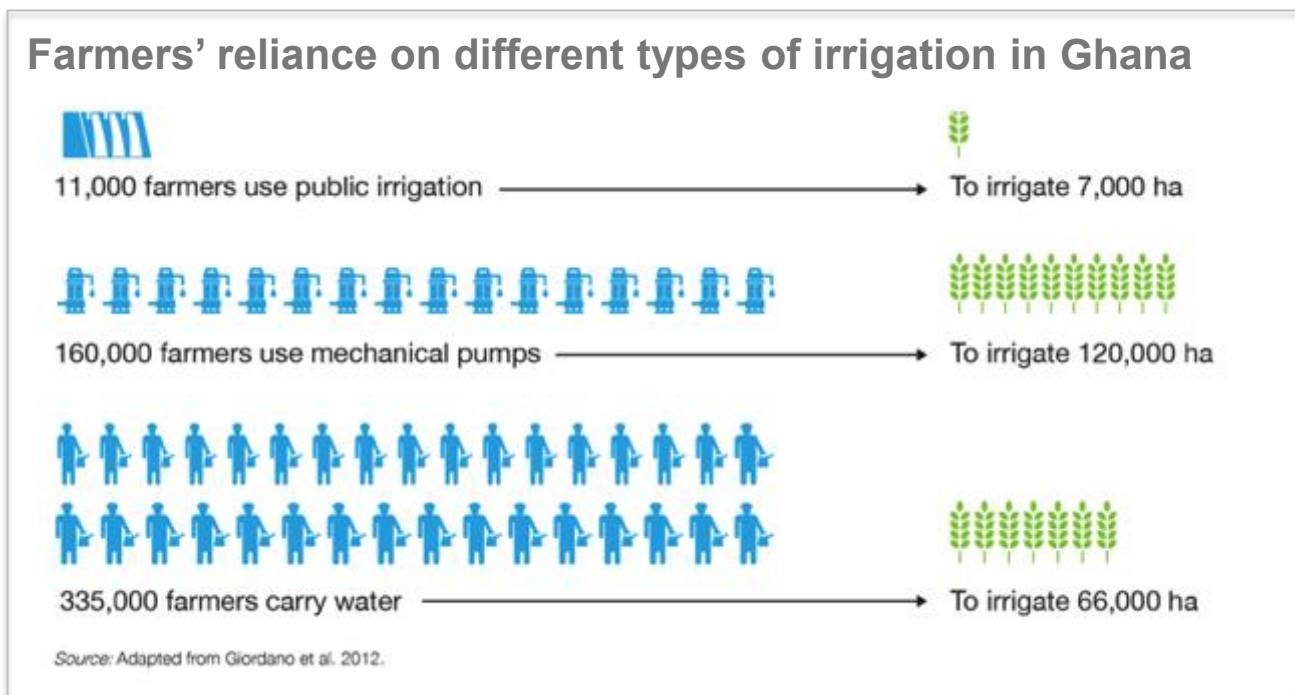 Farmers’ reliance on different types of irrigation in Ghana
11,000 farmers use public irrigation
To irrigate 7,000 ha
160,000 farmers use mechanical pumps
To irrigate 120,000 ha
335,000 farmers carry water
To irrigate 66,000 ha
Source: Adapted from Giordano et al. 2012.